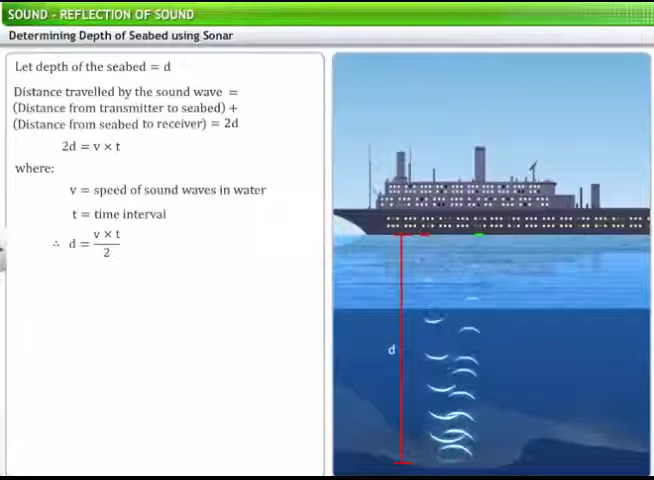 SOUND - REFLECTION OF SOUND
Determining Depth of Seabed using Sonar
Let depth of the seabed = d
Distance travelled by the sound wave =
(Distance from transmitter to seabed) +
(Distance from seabed to receiver) = 2d
2d = v × t
where:
v = speed of sound waves in water
t = time interval
∴ d = v × t / 2
d